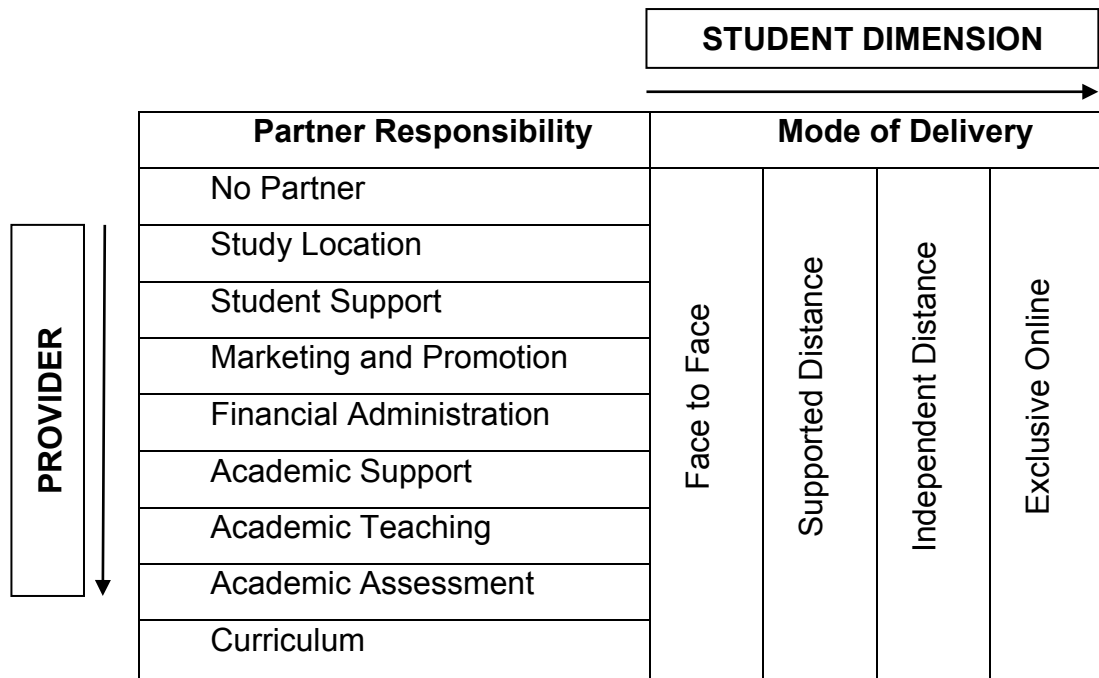 STUDENT DIMENSION
Partner Responsibility
Mode of Delivery
No Partner
Study Location
Student Support
Marketing and Promotion
Financial Administration
Academic Support
Academic Teaching
Academic Assessment
Curriculum
PROVIDER
Face to Face
Supported Distance
Independent Distance
Exclusive Online